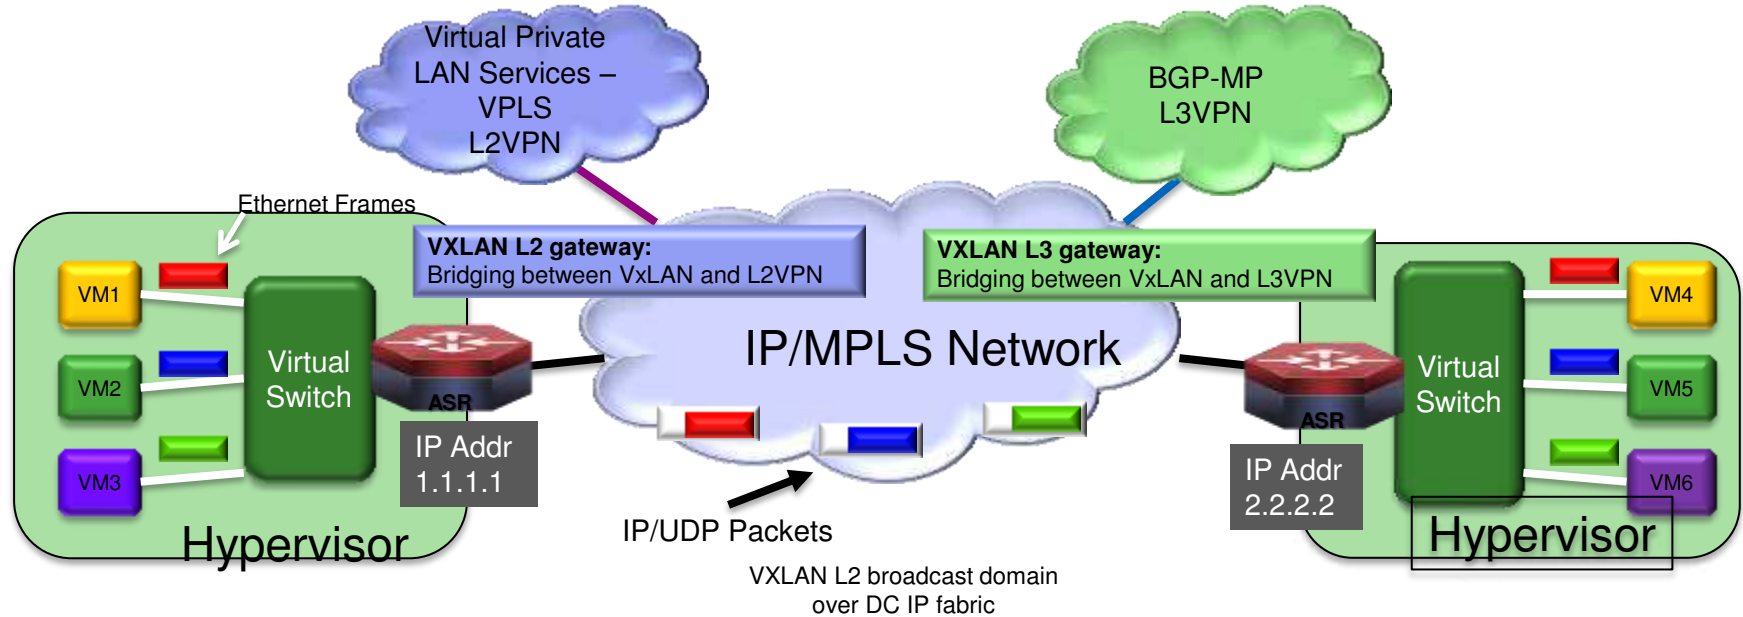 Virtual Private
LAN Services –
VPLS
L2VPN
BGP-MP
L3VPN
Ethernet Frames
VXLAN L2 gateway:
Bridging between VxLAN and L2VPN
VXLAN L3 gateway:
Bridging between VxLAN and L3VPN
VM1
VM2
VM3
Virtual
Switch
ASR
IP Addr
1.1.1.1
Hypervisor
IP/MPLS Network
IP/UDP Packets
VXLAN L2 broadcast domain
over DC IP fabric
ASR
IP Addr
2.2.2.2
Virtual
Switch
VM4
VM5
VM6
Hypervisor